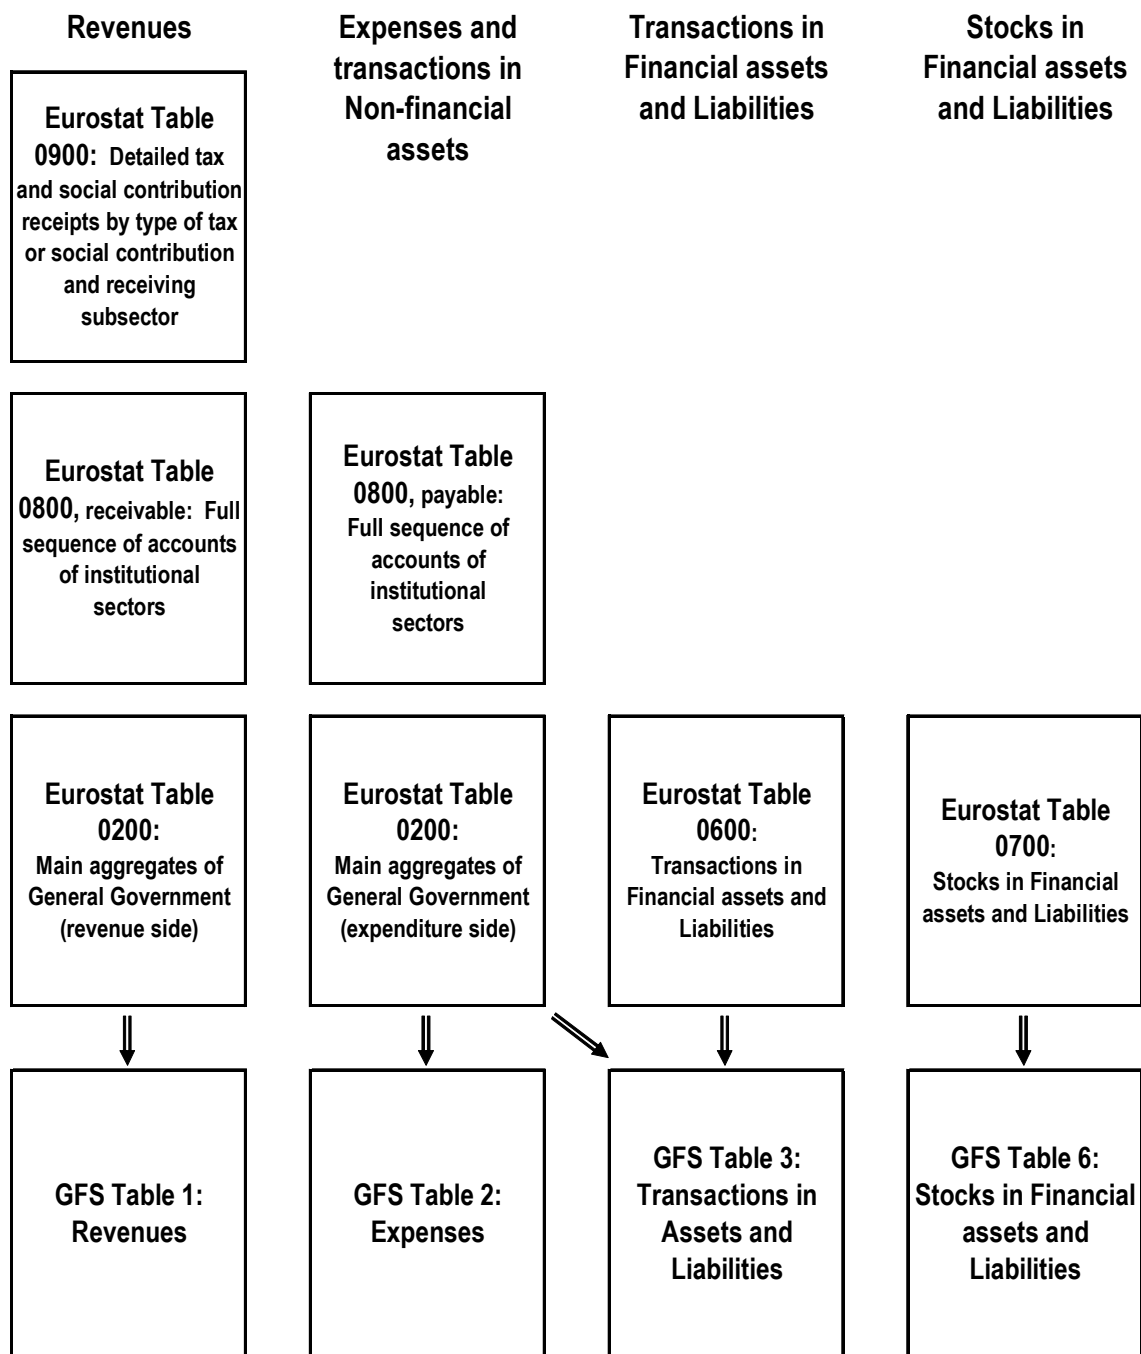 Revenues
Expenses and
transactions in
Non-financial
assets
Transactions in
Financial assets
and Liabilities
Stocks in
Financial assets
and Liabilities
Eurostat Table
0900: Detailed tax
and social contribution
receipts by type of tax
or social contribution
and receiving
subsector
Eurostat Table
0800, receivable: Full
sequence of accounts
of institutional
sectors
Eurostat Table
0800, payable:
Full sequence of
accounts of
institutional
sectors
Eurostat Table
0200:
Main aggregates of
General Government
(revenue side)
Eurostat Table
0200:
Main aggregates of
General Government
(expenditure side)
Eurostat Table
0600:
Transactions in
Financial assets and
Liabilities
Eurostat Table
0700:
Stocks in Financial
assets and Liabilities
GFS Table 1:
Revenues
GFS Table 2:
Expenses
GFS Table 3:
Transactions in
Assets and
Liabilities
GFS Table 6:
Stocks in Financial
assets and
Liabilities